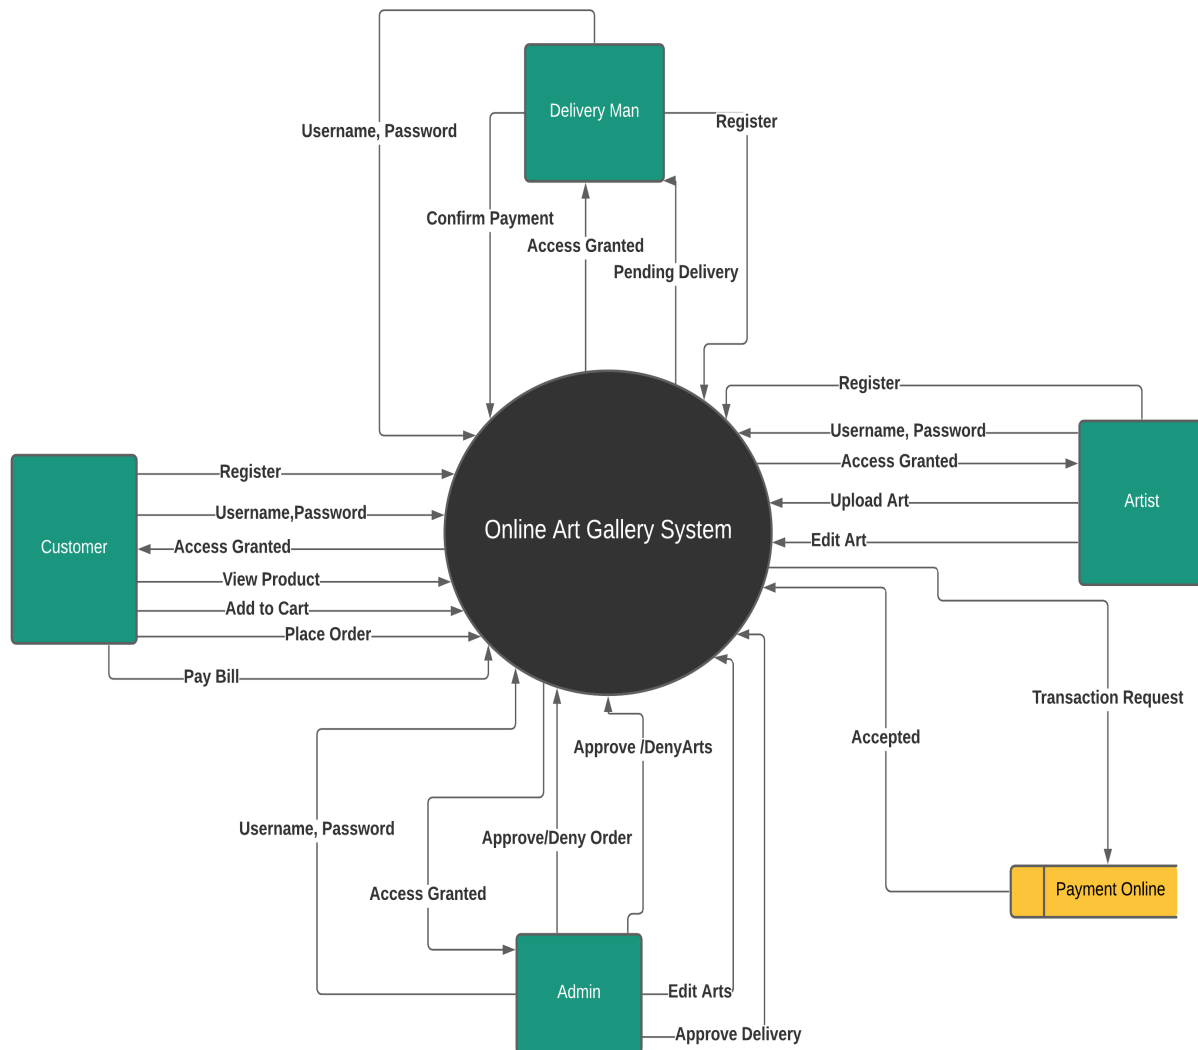 Delivery Man
Register
Username, Password
Confirm Payment
Access Granted
Pending Delivery
Register
Username, Password
Access Granted
Upload Art
Edit Art
Artist
Register
Username,Password
Access Granted
View Product
Add to Cart
Place Order
Pay Bill
Customer
Online Art Gallery System
Transaction Request
Accepted
Payment Online
Approve /DenyArts
Username, Password
Approve/Deny Order
Access Granted
Admin
Edit Arts
Approve Delivery